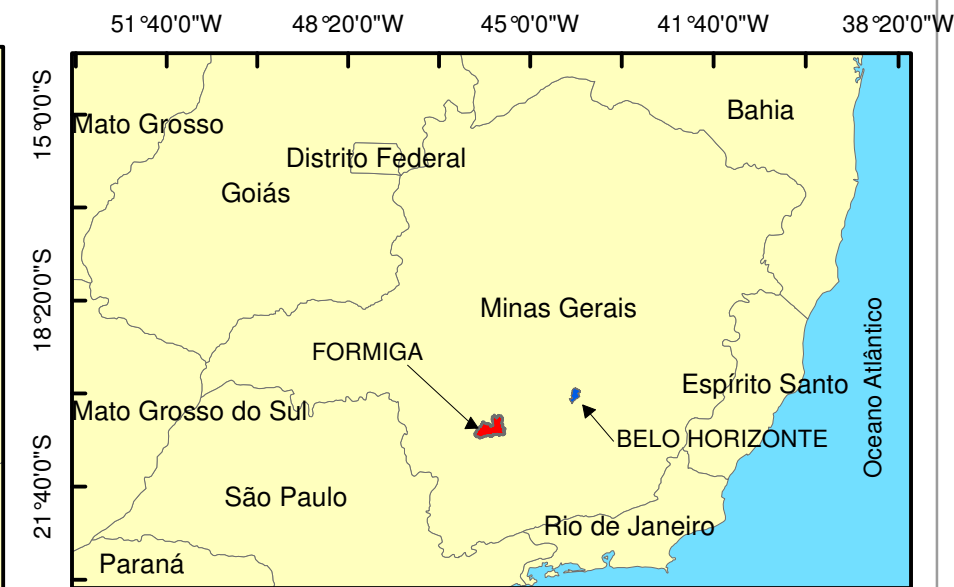 51°40'0"W 48°20'0"W 45°0'0"W 41°40'0"W 38°20'0"W
15°0'0"S
18°20'0"S
21°40'0"S
Bahia
Mato Grosso
Distrito Federal
Goiás
Minas Gerais
FORMIGA
Espírito Santo
Oceano Atlântico
Mato Grosso do Sul
BELO HORIZONTE
São Paulo
Rio de Janeiro
Paraná